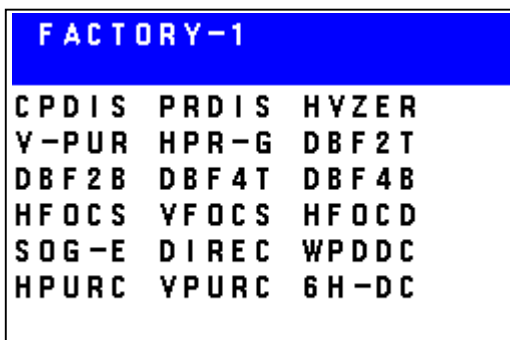 FACTORY-1
CPDIS PRDIS HVZER
V-PUR HPR-G DBF2T
DBF2B DBF4T DBF4B
HFOCS VFOCS HFOCD
SOG-E DIREC WPDDC
HPURC VPURC 6H-DC